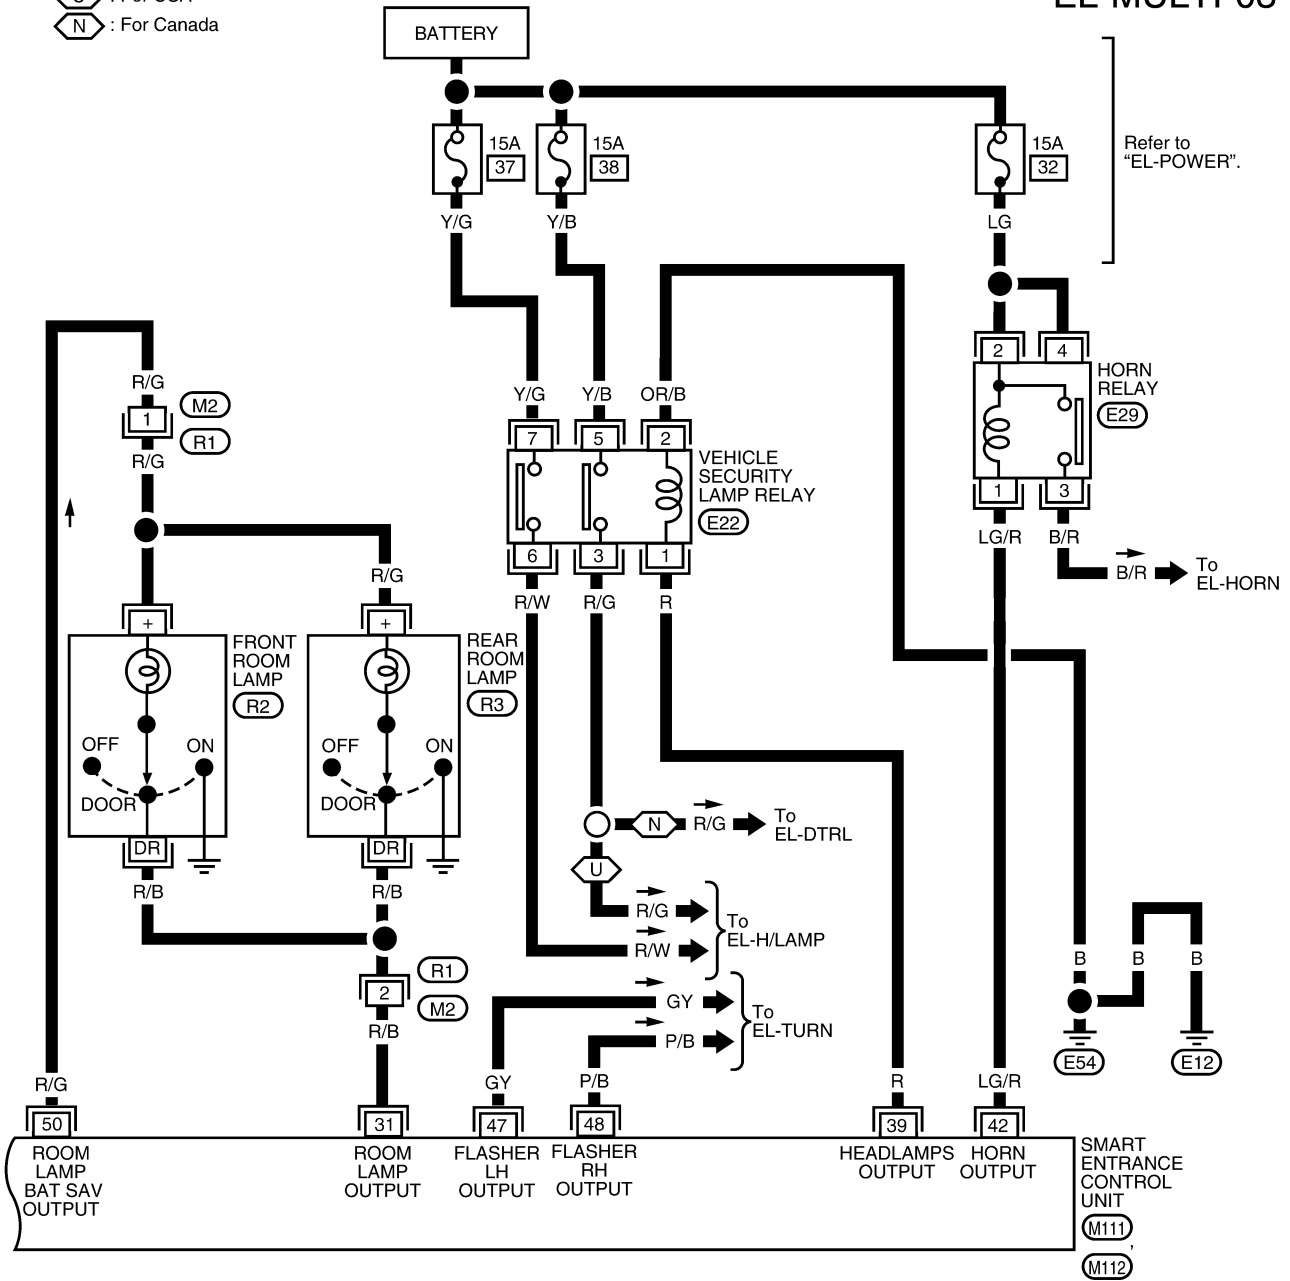 : For USA
N : For Canada
BATTERY
15A
37
15A
38
15A
32
Refer to
“EL-POWER”.
Y/G
Y/B
LG
R/G
1
M2
R1
R/G
Y/G
Y/B
OR/B
7
5
2
VEHICLE
SECURITY
LAMP RELAY
E22
6
3
1
R/W
R/G
R
2
4
HORN
RELAY
E29
1
3
LG/R
B/R
B/R
To
EL-HORN
R/G
+
FRONT
ROOM
LAMP
R2
OFF
ON
DOOR
DR
R/B
+
REAR
ROOM
LAMP
R3
OFF
ON
DOOR
DR
R/B
N
R/G
To
EL-DTRL
U
R/G
R/W
To
EL-H/LAMP
R1
2
M2
R/B
GY
P/B
To
EL-TURN
B
B
B
E54
E12
R/G
GY
P/B
R
LG/R
50
31
47
48
39
42
ROOM
LAMP
BAT SAV
OUTPUT
ROOM
LAMP
OUTPUT
FLASHER
LH
OUTPUT
FLASHER
RH
OUTPUT
HEADLAMPS
OUTPUT
HORN
OUTPUT
SMART
ENTRANCE
CONTROL
UNIT
M111
,
M112